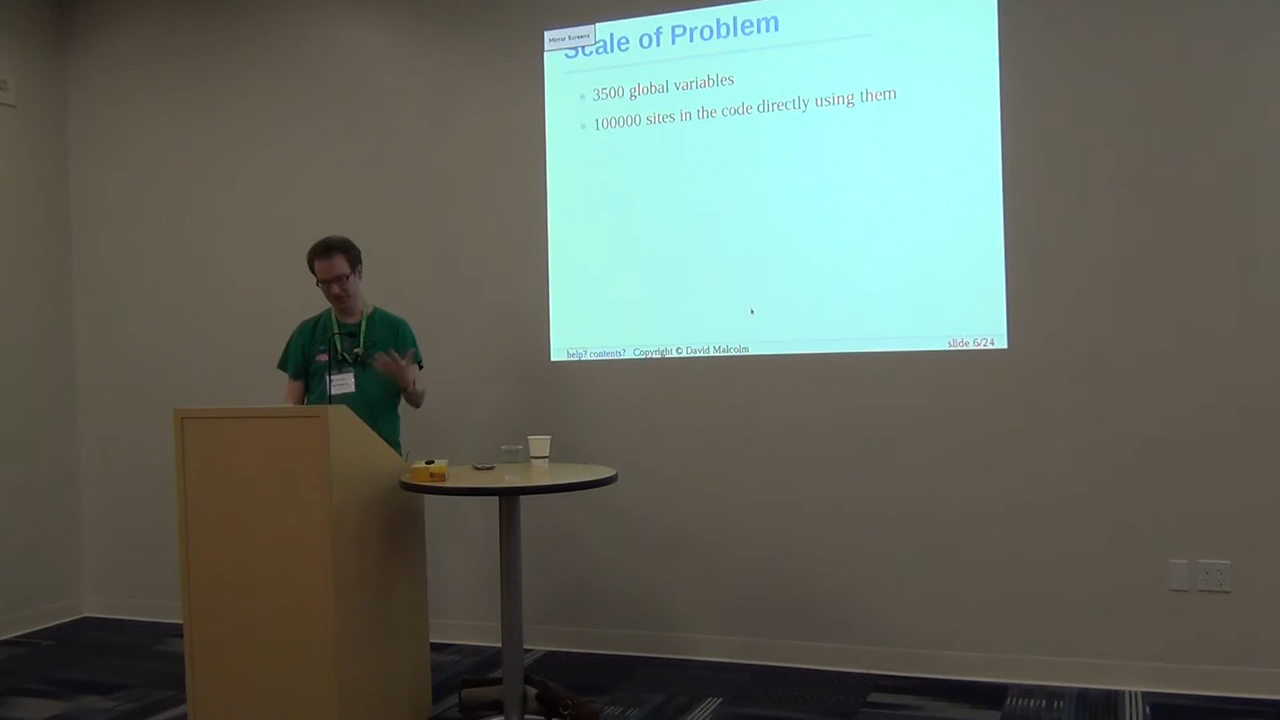 Mirror Screens
Scale of Problem
3500 global variables
100000 sites in the code directly using them
help? contents? Copyright © David Malcolm
slide 6/24